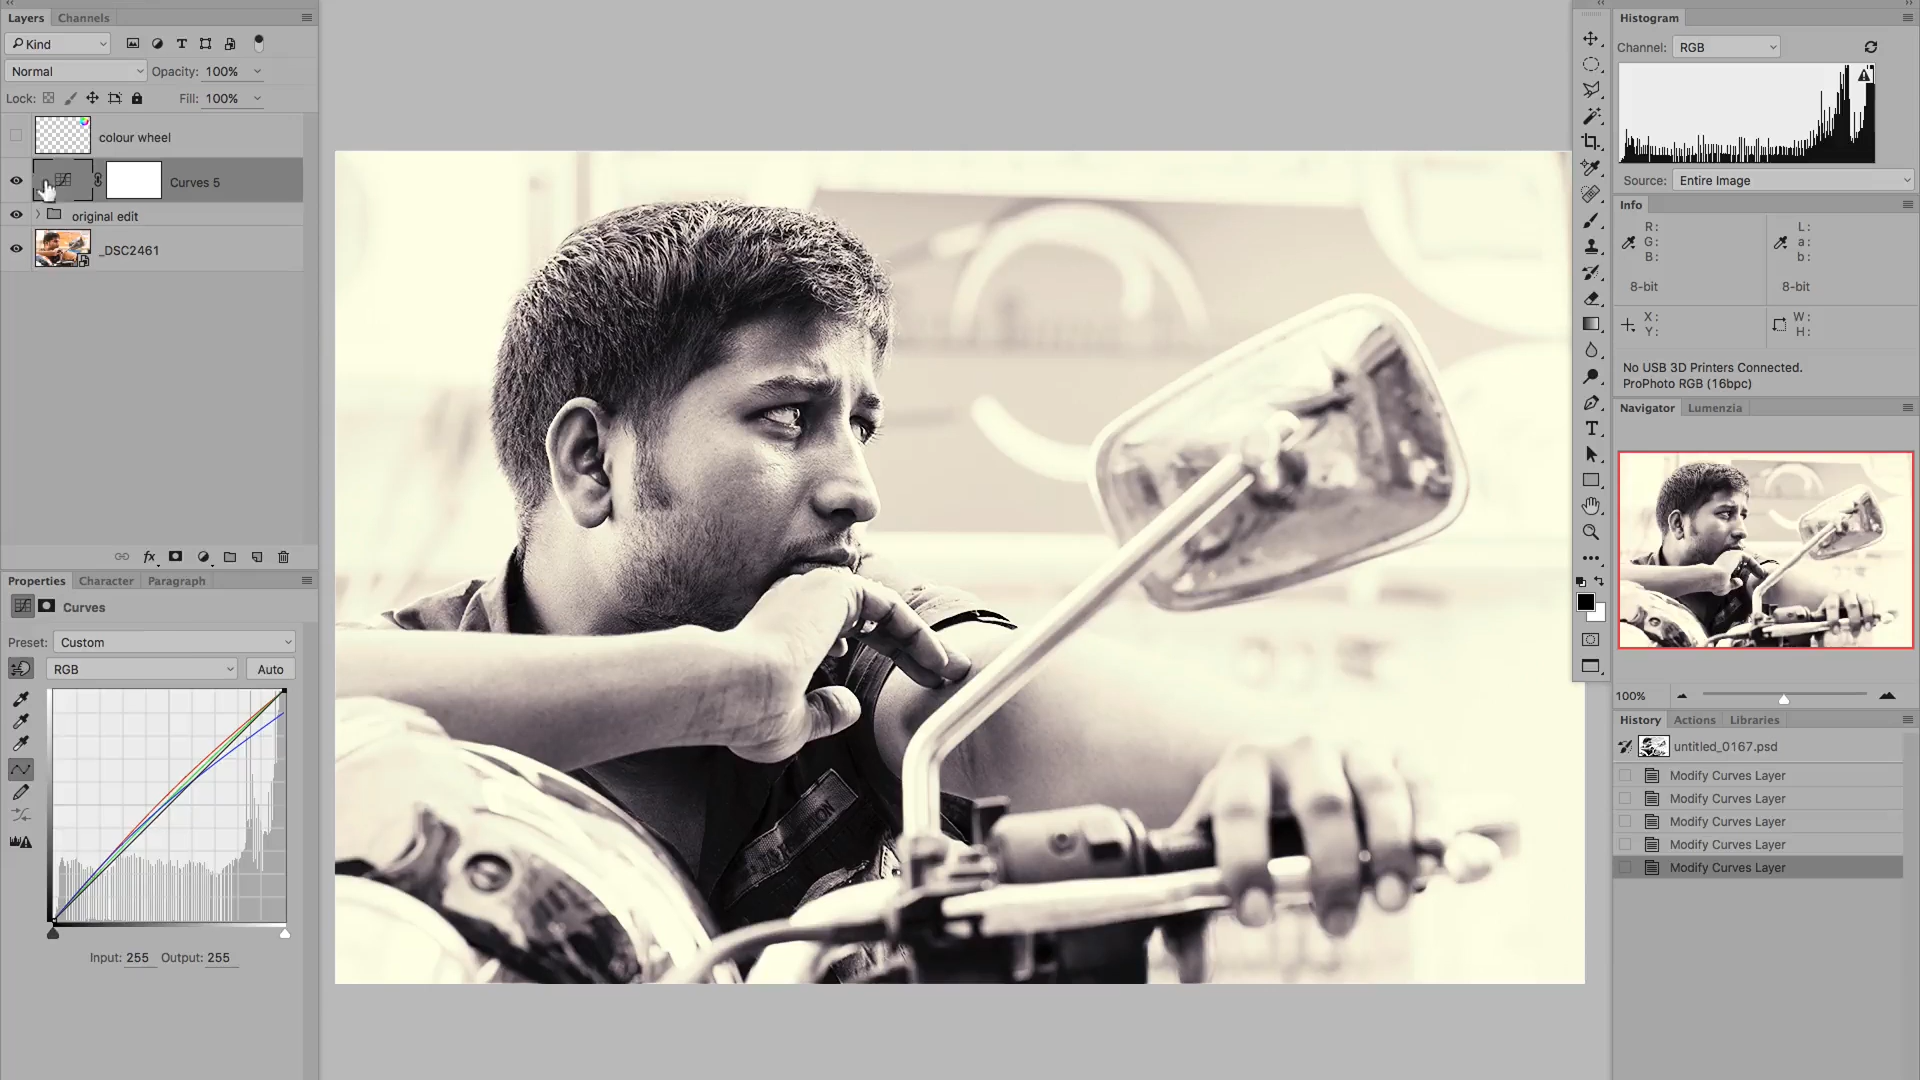 Layers Channels
Kind
Normal Opacity: 100%
Lock: Fill: 100%
colour wheel
Curves 5
original edit
_DSC2461
fx
Properties Character Paragraph
Curves
Preset: Custom
RGB Auto
Input: 255 Output: 255
Histogram
Channel: RGB
Source: Entire Image
Info
R: L:
G: a:
B: b:
8-bit 8-bit
X: W:
Y: H:
No USB 3D Printers Connected.
ProPhoto RGB (16bpc)
Navigator Lumenzia
100%
History Actions Libraries
untitled_0167.psd
Modify Curves Layer
Modify Curves Layer
Modify Curves Layer
Modify Curves Layer
Modify Curves Layer